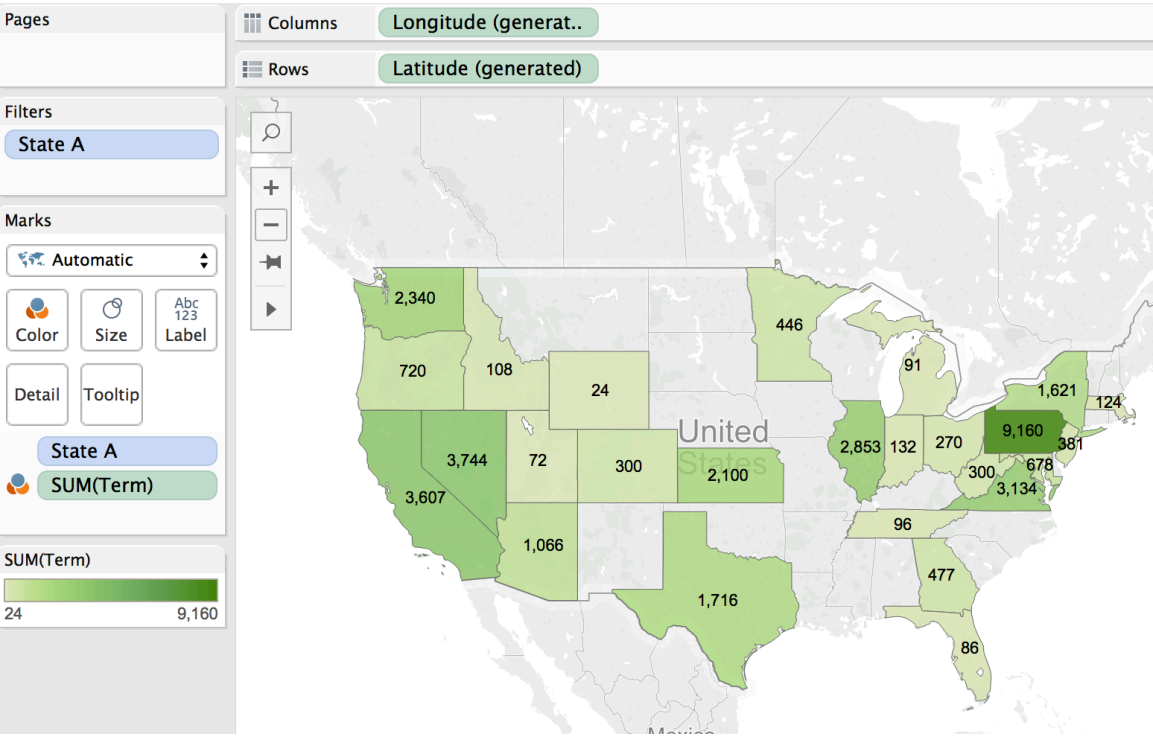 Pages
Columns
Longitude (generat..
Rows
Latitude (generated)
Filters
State A
Marks
Automatic
Color
Size
Abc
123
Label
Detail
Tooltip
State A
SUM(Term)
SUM(Term)
24
9,160
2,340
446
720
108
91
24
1,621
124
United
States
9,160
381
3,744
72
300
2,853
132
270
300
678
2,100
3,607
3,134
96
1,066
477
1,716
86
Mexico